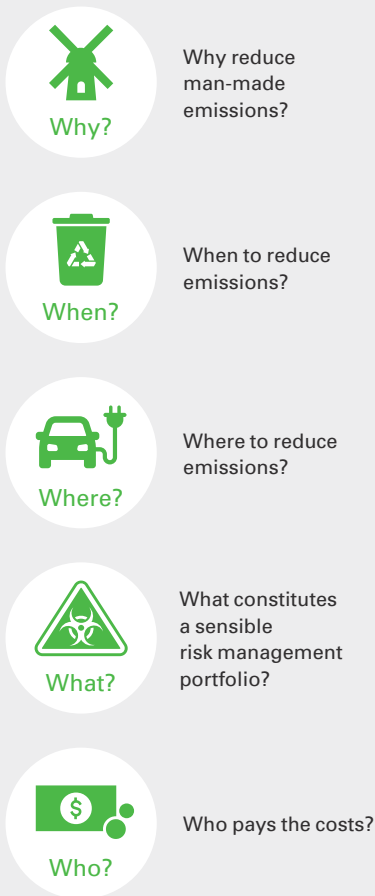 Why?
Why reduce
man-made
emissions?
When?
When to reduce
emissions?
Where?
Where to reduce
emissions?
What?
What constitutes
a sensible
risk management
portfolio?
$
Who?
Who pays the costs?